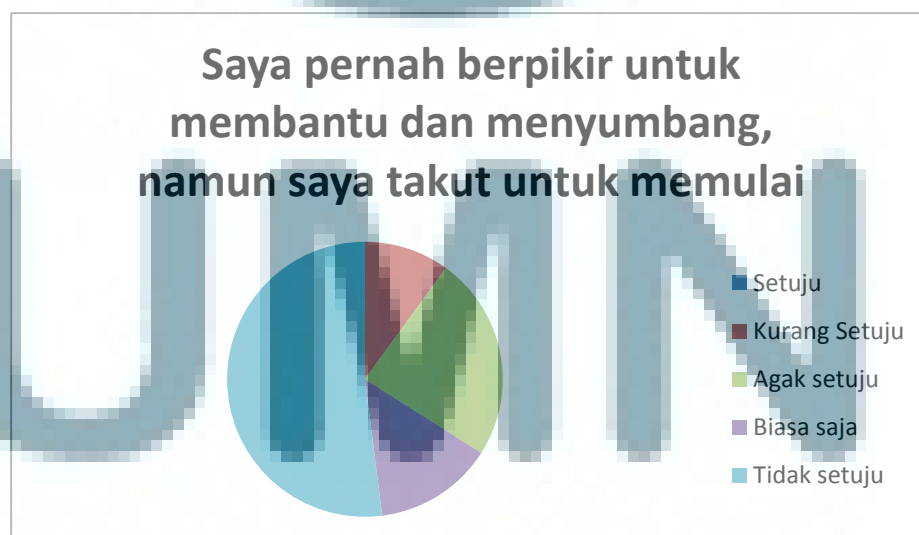 Saya pernah berpikir untuk
membantu dan menyumbang,
namun saya takut untuk memulai
Setuju
Kurang Setuju
Agak setuju
Biasa saja
Tidak setuju
UMN